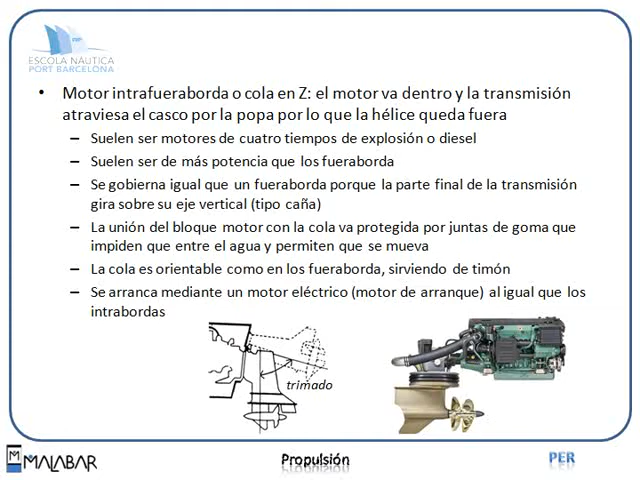 ESCOLA NÀUTICA
PORT BARCELONA
• Motor intrafueraborda o cola en Z: el motor va dentro y la transmisión
atraviesa el casco por la popa por lo que la hélice queda fuera
– Suelen ser motores de cuatro tiempos de explosión o diesel
– Suelen ser de más potencia que los fueraborda
– Se gobierna igual que un fueraborda porque la parte final de la transmisión
gira sobre su eje vertical (tipo caña)
– La unión del bloque motor con la cola va protegida por juntas de goma que
impiden que entre el agua y permiten que se mueva
– La cola es orientable como en los fueraborda, sirviendo de timón
– Se arranca mediante un motor eléctrico (motor de arranque) al igual que los
intrabordas
trimado
MALABAR
Propulsión
PER